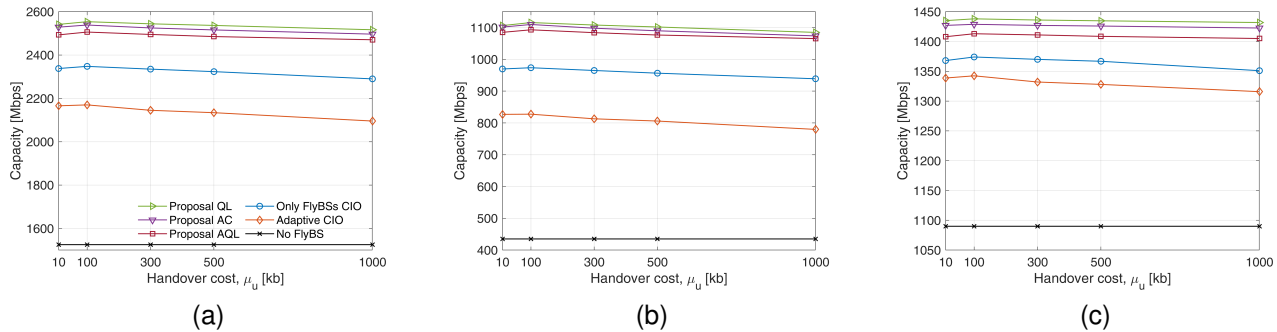 2600
2400
2200
2000
1800
1600
Capacity [Mbps]
Proposal QL
Proposal AC
Proposal AQL
Only FlyBSs CIO
Adaptive CIO
No FlyBS
10 100 300 500 1000
Handover cost, μu [kb]
(a)
1100
1000
900
800
700
600
500
400
Capacity [Mbps]
10 100 300 500 1000
Handover cost, μu [kb]
(b)
1450
1400
1350
1300
1250
1200
1150
1100
1050
Capacity [Mbps]
10 100 300 500 1000
Handover cost, μu [kb]
(c)